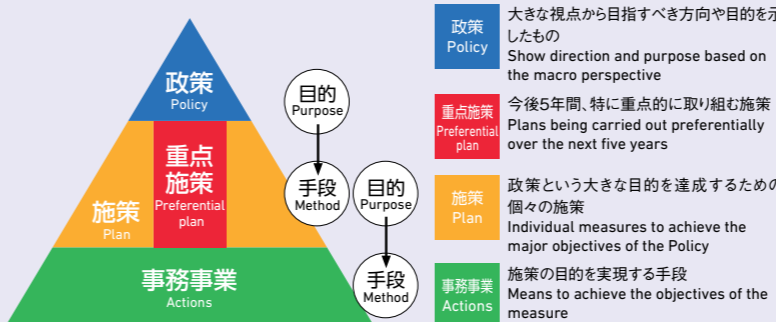 政策
Policy
重点
施策
Preferential
plan
施策
Plan
事務事業
Actions
目的
Purpose
手段
Method
目的
Purpose
手段
Method
政策
Policy
大きな視点から目指すべき方向や目的を示
したもの
Show direction and purpose based on
the macro perspective
重点施策
Preferential
plan
今後5年間、特に重点的に取り組む施策
Plans being carried out preferentially
over the next five years
施策
Plan
政策という大きな目的を達成するための
個々の施策
Individual measures to achieve the
major objectives of the Policy
事務事業
Actions
施策の目的を実現する手段
Means to achieve the objectives of the
measure